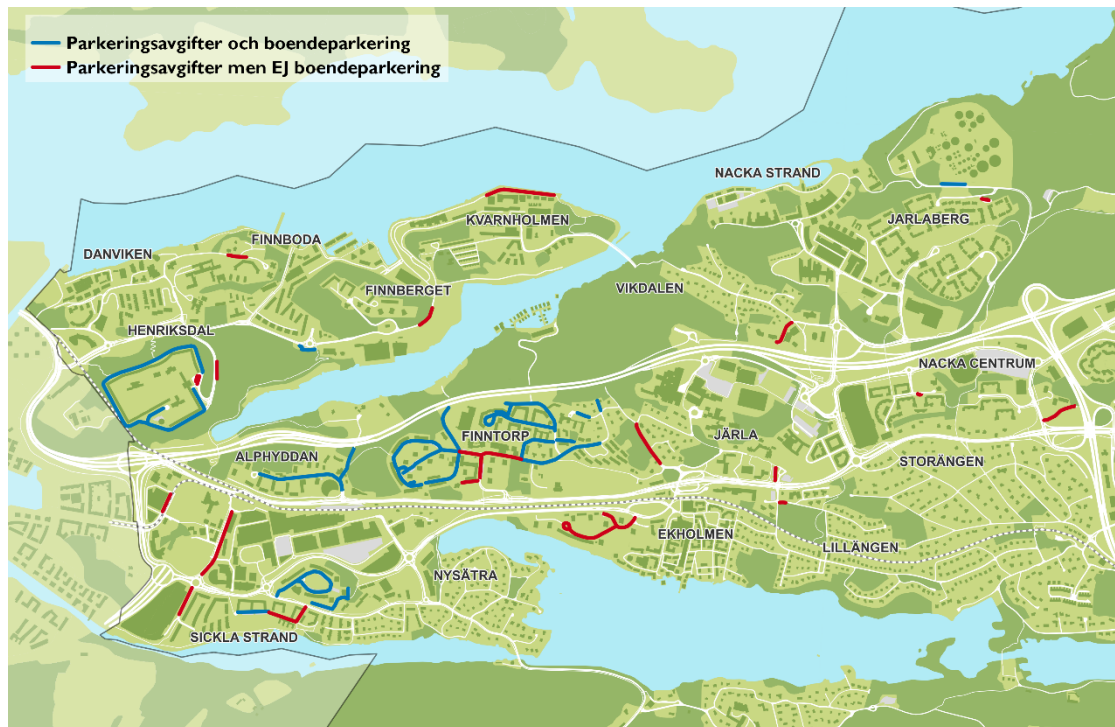 Parkeringsavgifter och boendeparkering
Parkeringsavgifter men EJ boendeparkering
NACKA STRAND
KVARNHOLMEN
JARLABERG
FINNBODA
DANVIKEN
FINNBERGET
VIKDALEN
HENRIKSDAL
NACKA CENTRUM
FINNTORP
JÄRLA
ALPHYDDAN
STORÄNGEN
EKHOLMEN
LILLÄNGEN
NYSÄTRA
SICKLA STRAND